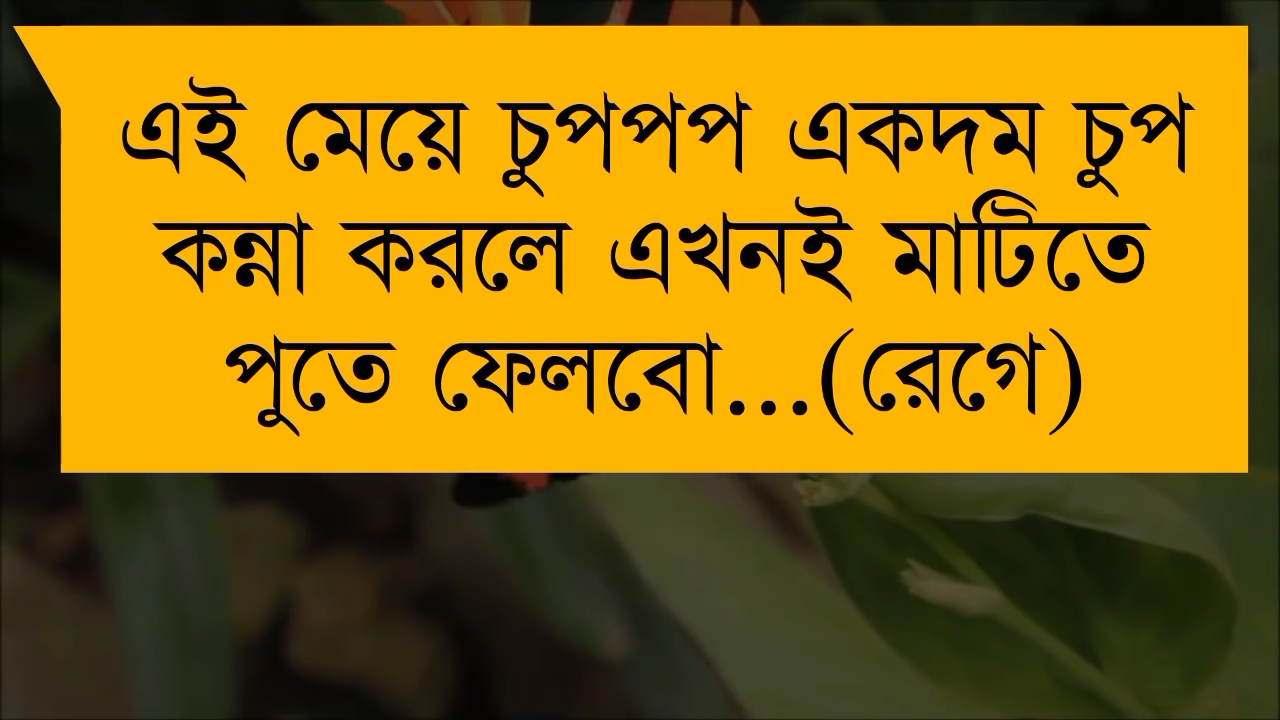 এই মেয়ে চুপপপ একদম চুপ
কন্না করলে এখনই মাটিতে
পুতে ফেলবো...(রেগে)